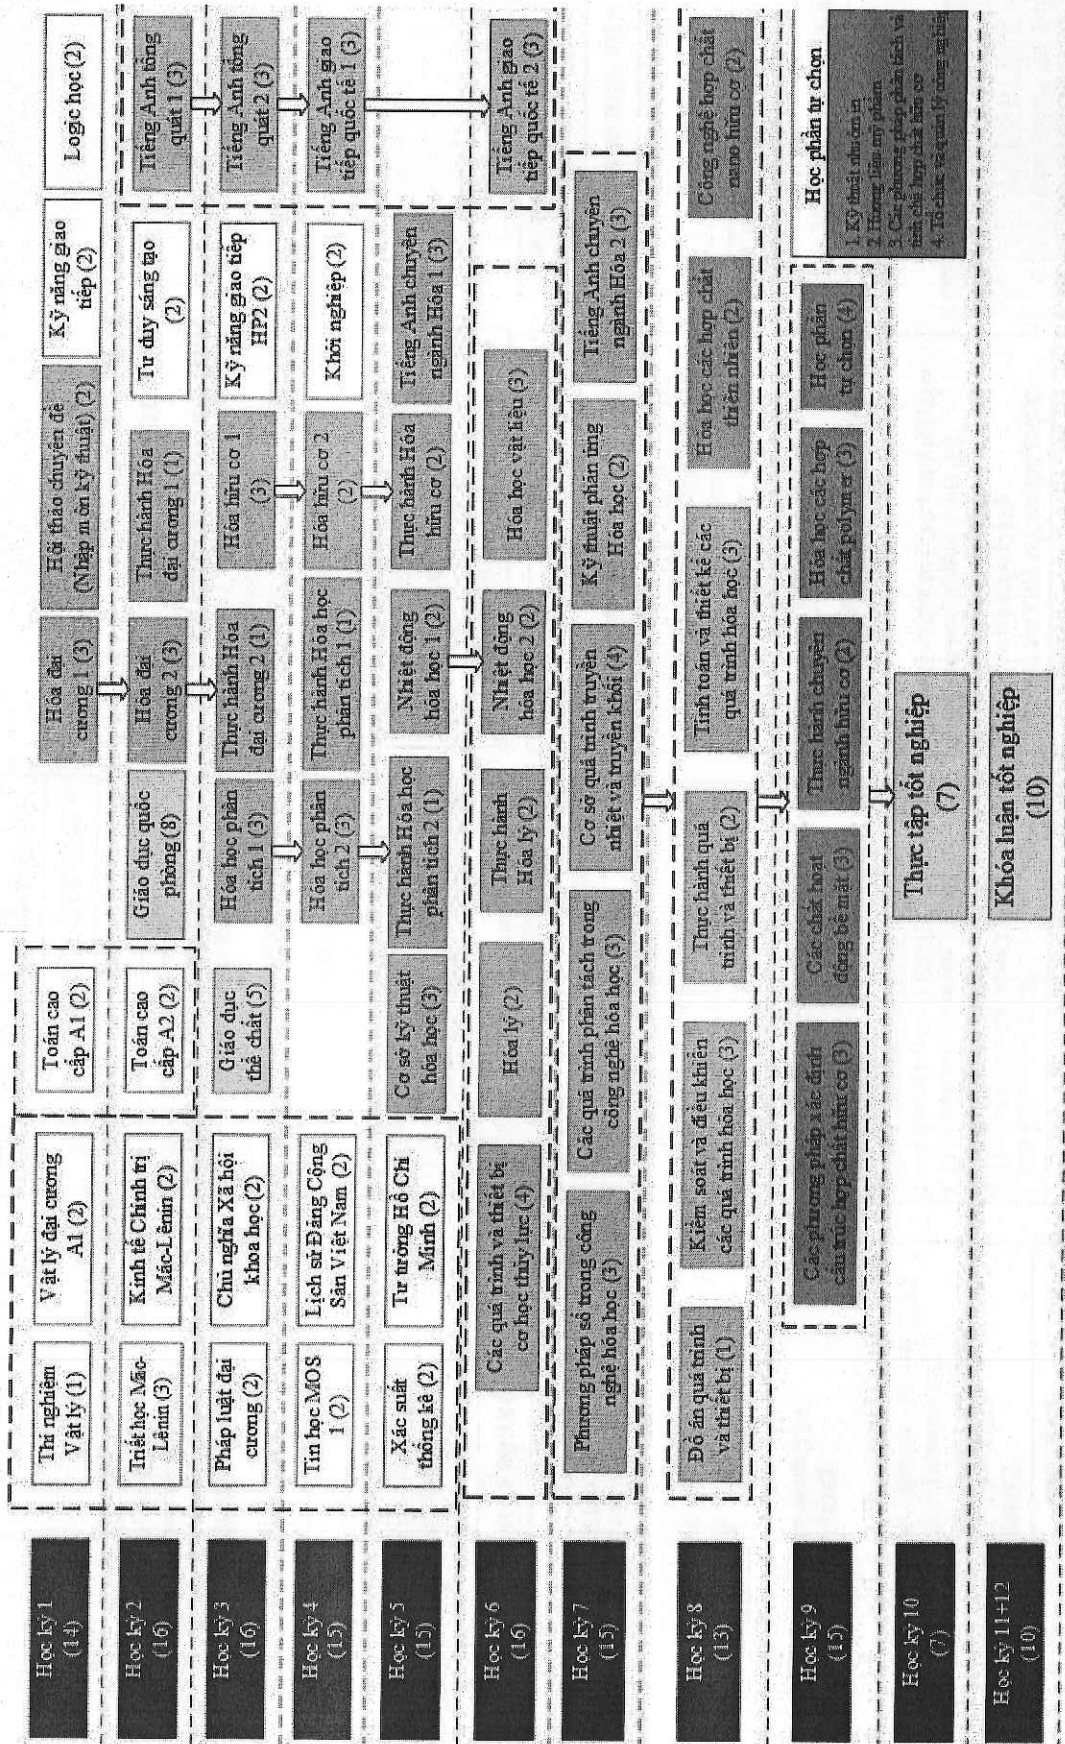 Học kỳ 1
(14)
Thí nghiệm
Vật lý (1)
Vật lý đại cương
A1 (2)
Toán cao
cấp A1 (2)
Hóa đại
cương 1 (3)
Hội thảo chuyên đề
(Nhập môn kỹ thuật) (2)
Kỹ năng giao
tiếp (2)
Logic học (2)
Học kỳ 2
(16)
Triết học Mác-
Lênin (3)
Kinh tế Chính trị
Mác-Lênin (2)
Toán cao
cấp A2 (2)
Giáo dục quốc
phòng (8)
Hóa đại
cương 2 (3)
Thực hành Hóa
đại cương 1 (1)
Tư duy sáng tạo
(2)
Tiếng Anh tổng
quát 1 (3)
Học kỳ 3
(16)
Pháp luật đại
cương (2)
Chủ nghĩa Xã hội
khoa học (2)
Giáo dục
thể chất (5)
Hóa học phân
tích 1 (3)
Thực hành Hóa
đại cương 2 (1)
Hóa hữu cơ 1
(3)
Kỹ năng giao tiếp
HP2 (2)
Tiếng Anh tổng
quát 2 (3)
Học kỳ 4
(15)
Tin học MOS
1 (2)
Lịch sử Đảng Cộng
Sản Việt Nam (2)
Hóa học phân
tích 2 (3)
Thực hành Hóa học
phân tích 1 (1)
Hóa hữu cơ 2
(2)
Khởi nghiệp (2)
Tiếng Anh giao
tiếp quốc tế 1 (3)
Học kỳ 5
(15)
Xác suất
thống kê (2)
Tư tưởng Hồ Chí
Minh (2)
Cơ sở kỹ thuật
hóa học (3)
Thực hành Hóa học
phân tích 2 (1)
Nhiệt động
hóa học 1 (2)
Thực hành Hóa
hữu cơ (2)
Tiếng Anh chuyên
ngành Hóa 1 (3)
Học kỳ 6
(16)
Các quá trình và thiết bị
cơ học thủy lực (4)
Hóa lý (2)
Thực hành
Hóa lý (2)
Nhiệt động
hóa học 2 (2)
Hóa học vật liệu (3)
Tiếng Anh giao
tiếp quốc tế 2 (3)
Học kỳ 7
(15)
Phương pháp số trong công
nghệ hóa học (3)
Các quá trình phân tách trong
công nghệ hóa học (3)
Cơ sở quá trình truyền
nhiệt và truyền khối (4)
Kỹ thuật phản ứng
Hóa học (2)
Tiếng Anh chuyên
ngành Hóa 2 (3)
Học kỳ 8
(13)
Đồ án quá trình
và thiết bị (1)
Kiểm soát và điều khiển
các quá trình hóa học (3)
Thực hành quá
trình và thiết bị (2)
Tính toán và thiết kế các
quá trình hóa học (3)
Hóa học các hợp chất
thiên nhiên (2)
Công nghệ hợp chất
nano hữu cơ (2)
Học kỳ 9
(15)
Các phương pháp xác định
cấu trúc hợp chất hữu cơ (3)
Các chất hoạt
động bề mặt (3)
Thực hành chuyên
ngành hữu cơ (2)
Hóa học các hợp
chất polymer (3)
Học phần
tự chọn (4)
Học phần tự chọn
1. Kỹ thuật nhuộm in
2. Hương liệu mỹ phẩm
3. Các phương pháp phân tách và
tinh chế hợp chất hữu cơ
4. Tổ chức và quản lý công nghiệp
Học kỳ 10
(7)
Thực tập tốt nghiệp
(7)
Học kỳ 11+12
(10)
Khóa luận tốt nghiệp
(10)